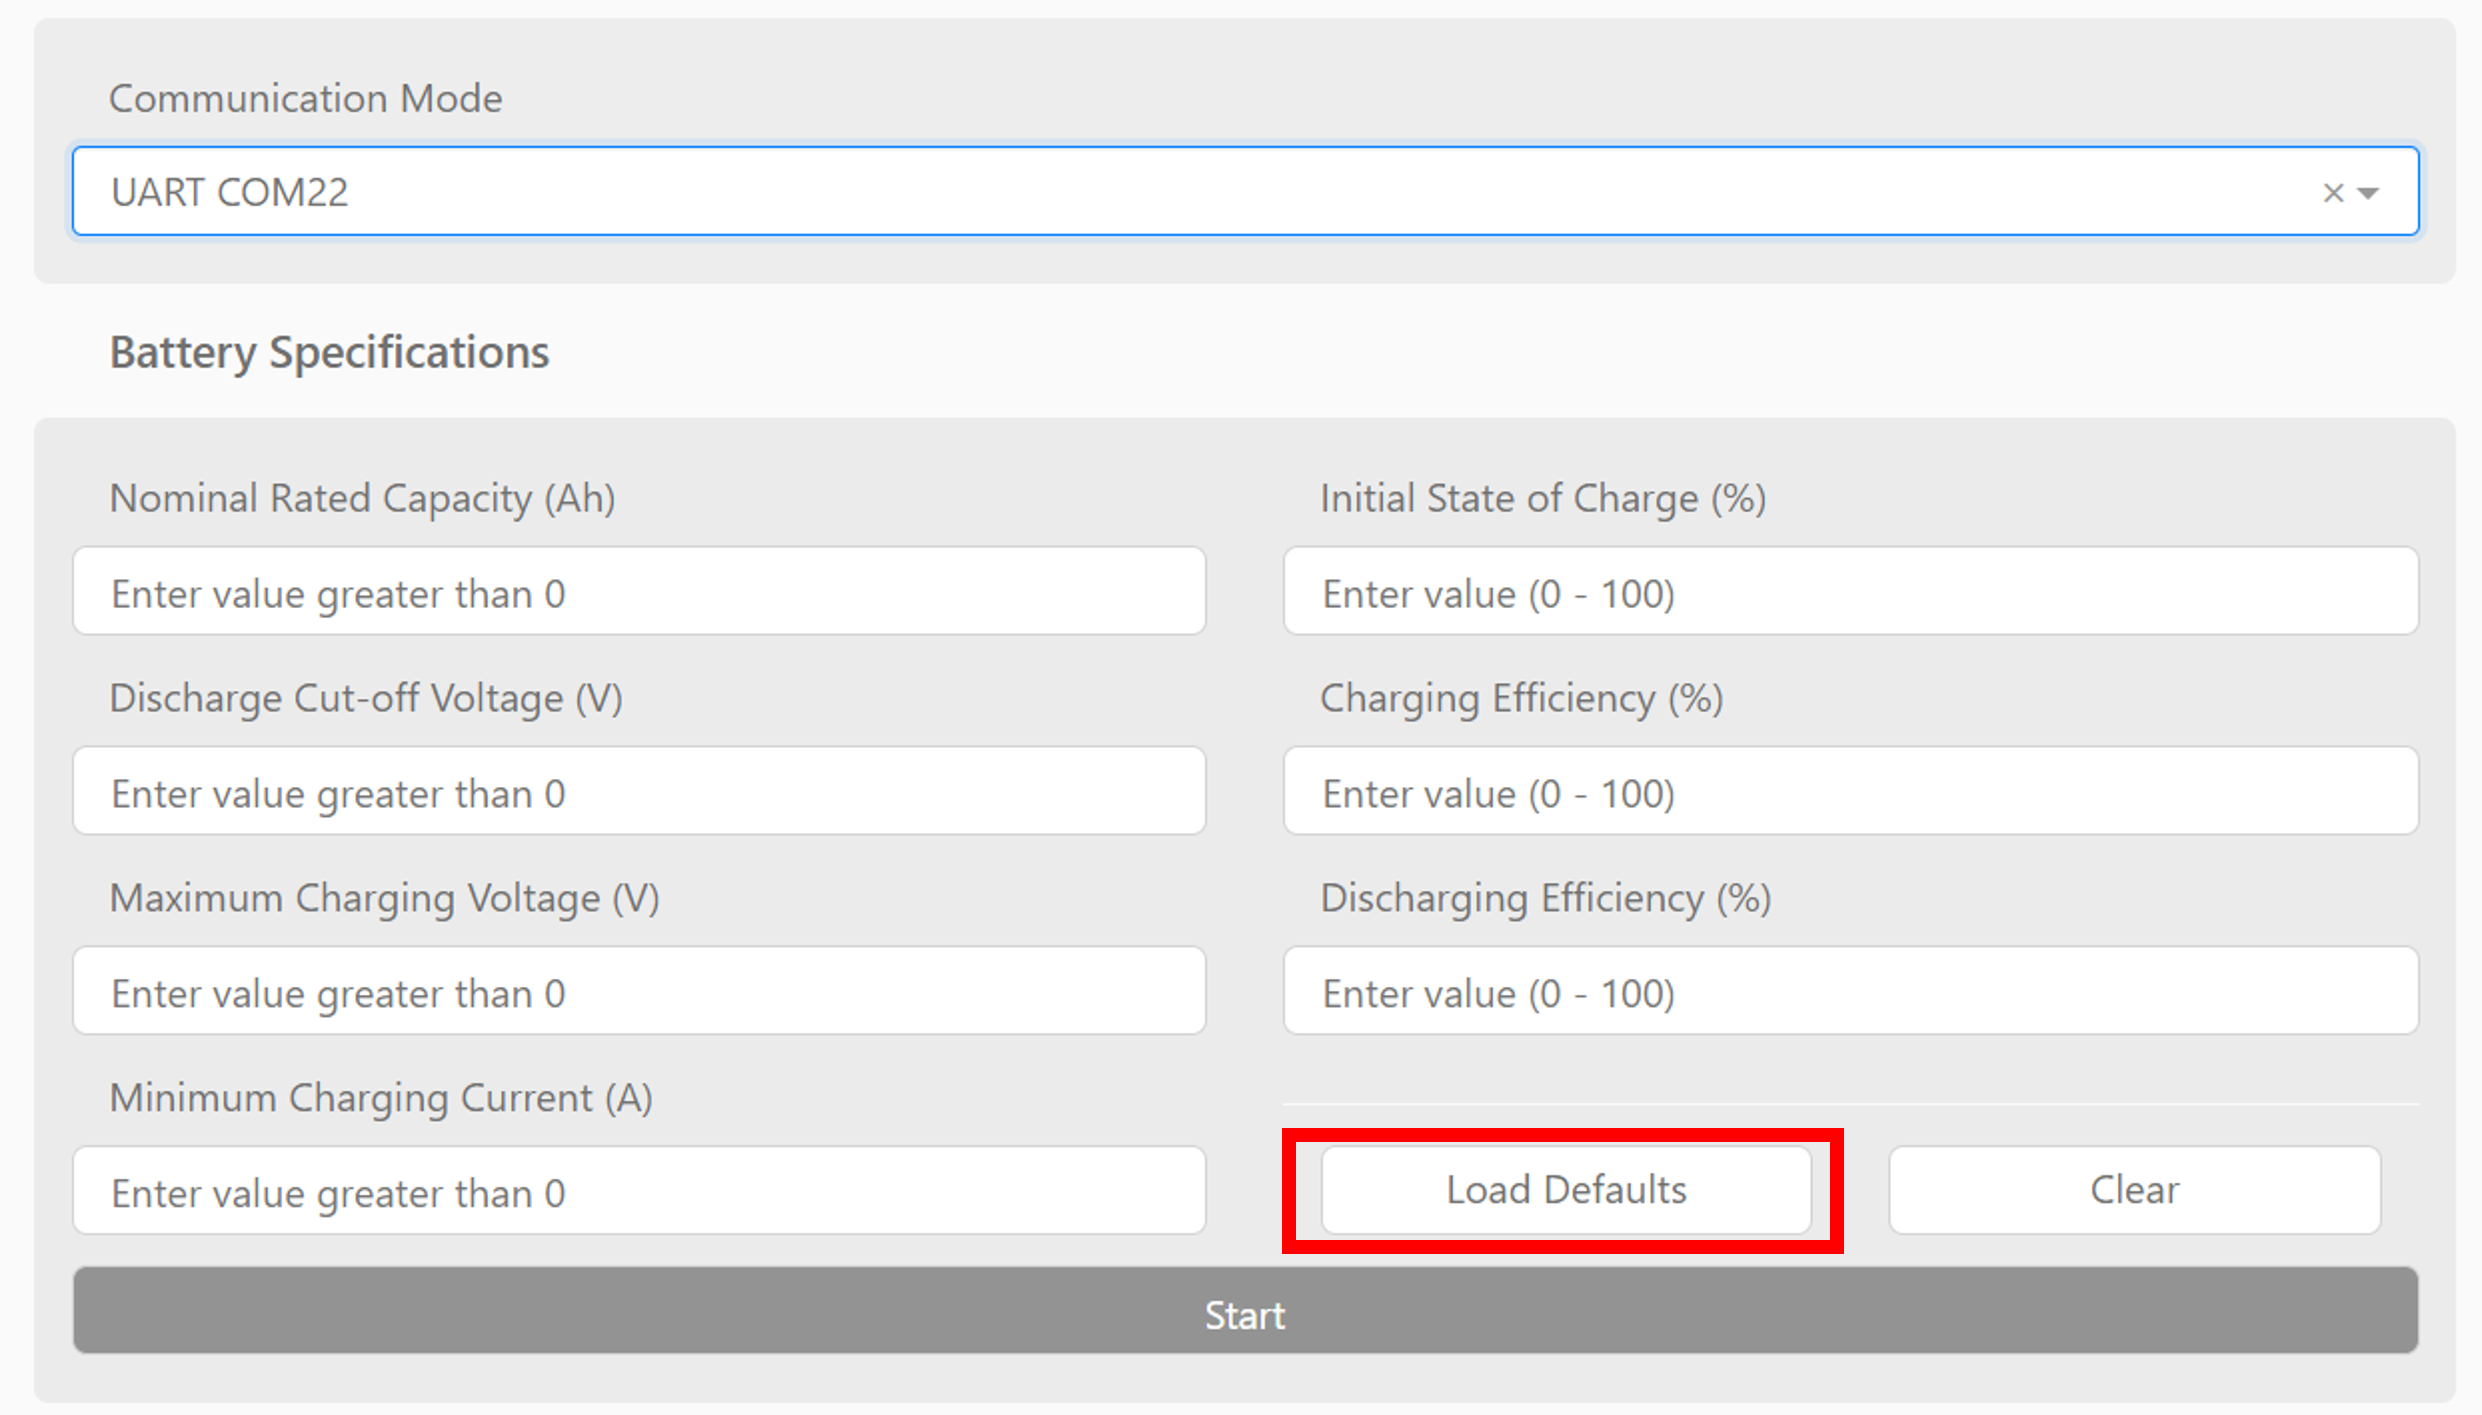 Communication Mode
UART COM22
Battery Specifications
Nominal Rated Capacity (Ah)
Initial State of Charge (%)
Enter value greater than 0
Enter value (0 - 100)
Discharge Cut-off Voltage (V)
Charging Efficiency (%)
Enter value greater than 0
Enter value (0 - 100)
Maximum Charging Voltage (V)
Discharging Efficiency (%)
Enter value greater than 0
Enter value (0 - 100)
Minimum Charging Current (A)
Enter value greater than 0
Load Defaults
Clear
Start